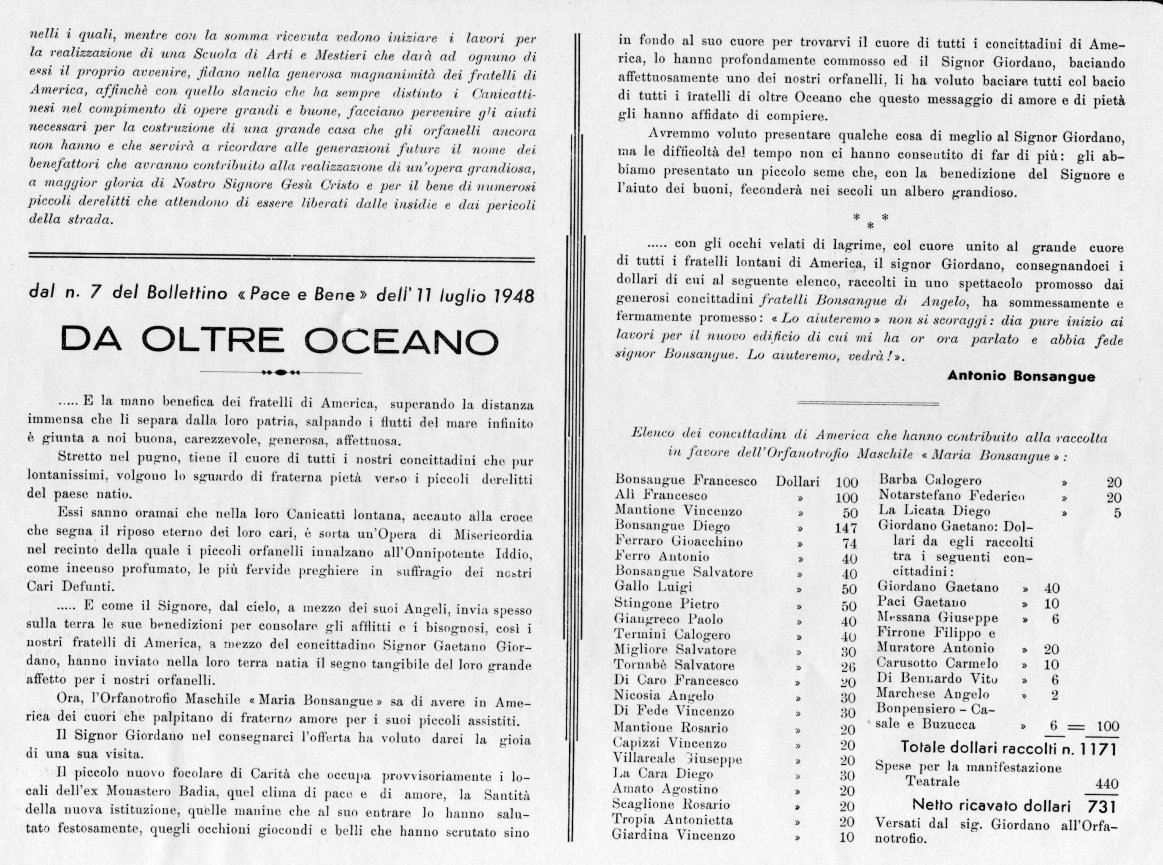 nelli i quali, mentre con la somma ricevuta vedono iniziare i lavori per
la realizzazione di una Scuola di Arti e Mestieri che darà ad ognuno di
essi il proprio avvenire, fidano nella generosa magnanimità dei fratelli di
America, affinchè con quello slancio che ha sempre distinto i Canicatti-
nesi nel compimento di opere grandi e buone, facciano pervenire gli aiuti
necessari per la costruzione di una grande casa che gli orfanelli ancora
non hanno e che servirà a ricordare alle generazioni future il nome dei
benefattori che avranno contribuito alla realizzazione di un'opera grandiosa,
a maggior gloria di Nostro Signore Gesù Cristo e per il bene di numerosi
piccoli derelitti che attendono di essere liberati dalle insidie e dai pericoli
della strada.
dal n. 7 del Bollettino «Pace e Bene» dell'11 luglio 1948
DA OLTRE OCEANO
..... E la mano benefica dei fratelli di America, superando la distanza
immensa che li separa dalla loro patria, salpando i flutti del mare infinito
è giunta a noi buona, carezzevole, generosa, affettuosa.
Stretto nel pugno, tiene il cuore di tutti i nostri concittadini che pur
lontanissimi, volgono lo sguardo di fraterna pietà verso i piccoli derelitti
del paese natio.
Essi sanno oramai che nella loro Canicattì lontana, accanto alla croce
che segna il riposo eterno dei loro cari, è sorta un'Opera di Misericordia
nel recinto della quale i piccoli orfanelli innalzano all'Onnipotente Iddio,
come incenso profumato, le più fervide preghiere in suffragio dei nostri
Cari Defunti.
..... E come il Signore, dal cielo, a mezzo dei suoi Angeli, invia spesso
sulla terra le sue benedizioni per consolare gli afflitti e i bisognosi, così i
nostri fratelli di America, a mezzo del concittadino Signor Gaetano Gior-
dano, hanno inviato nella loro terra natia il segno tangibile del loro grande
affetto per i nostri orfanelli.
Ora, l'Orfanotrofio Maschile «Maria Bonsangue» sa di avere in Ame-
rica dei cuori che palpitano di fraterno amore per i suoi piccoli assistiti.
Il Signor Giordano nel consegnarci l'offerta ha voluto darci la gioia
di una sua visita.
Il piccolo nuovo focolare di Carità che occupa provvisoriamente i lo-
cali dell'ex Monastero Badia, quel clima di pace e di amore, la Santità
della nuova istituzione, quelle manine che al suo entrare lo hanno salu-
tato festosamente, quegli occhioni giocondi e belli che hanno scrutato sino
in fondo al suo cuore per trovarvi il cuore di tutti i concittadini di Ame-
rica, lo hanno profondamente commosso ed il Signor Giordano, baciando
affettuosamente uno dei nostri orfanelli, li ha voluto baciare tutti col bacio
di tutti i fratelli di oltre Oceano che questo messaggio di amore e di pietà
gli hanno affidato di compiere.
Avremmo voluto presentare qualche cosa di meglio al Signor Giordano,
ma le difficoltà del tempo non ci hanno consentito di far di più: gli ab-
biamo presentato un piccolo seme che, con la benedizione del Signore e
l'aiuto dei buoni, feconderà nei secoli un albero grandioso.
* * *
..... con gli occhi velati di lagrime, col cuore unito al grande cuore
di tutti i fratelli lontani di America, il signor Giordano, consegnandoci i
dollari di cui al seguente elenco, raccolti in uno spettacolo promosso dai
generosi concittadini fratelli Bonsangue di Angelo, ha sommessamente e
fermamente promesso: «Lo aiuteremo» non si scoraggi: dia pure inizio ai
lavori per il nuovo edificio di cui mi ha or ora parlato e abbia fede
signor Bonsangue. Lo aiuteremo, vedrà!».
Antonio Bonsangue
Elenco dei concittadini di America che hanno contribuito alla raccolta
in favore dell'Orfanotrofio Maschile «Maria Bonsangue»:
Bonsangue Francesco Dollari 100
Alì Francesco » 100
Mantione Vincenzo » 50
Bonsangue Diego » 147
Ferraro Gioacchino » 74
Ferro Antonio » 40
Bonsangue Salvatore » 40
Gallo Luigi » 50
Stingone Pietro » 50
Giangreco Paolo » 40
Termini Calogero » 40
Migliore Salvatore » 30
Tornabè Salvatore » 26
Di Caro Francesco » 20
Nicosia Angelo » 30
Di Fede Vincenzo » 30
Mantione Rosario » 20
Capizzi Vincenzo » 20
Villareale Giuseppe » 20
La Cara Diego » 30
Amato Agostino » 20
Scaglione Rosario » 20
Tropia Antonietta » 20
Giardina Vincenzo » 10
Barba Calogero » 20
Notarstefano Federico » 20
La Licata Diego » 5
Giordano Gaetano: Dol-
lari da egli raccolti
tra i seguenti con-
cittadini:
Giordano Gaetano » 40
Paci Gaetano » 10
Messana Giuseppe » 6
Firrone Filippo e
Muratore Antonio » 20
Carusotto Carmelo » 10
Di Bennardo Vito » 6
Marchese Angelo » 2
Bonpensiero - Ca-
sale e Buzucca » 6 = 100
Totale dollari raccolti n. 1171
Spese per la manifestazione
Teatrale 440
Netto ricavato dollari 731
Versati dal sig. Giordano all'Orfa-
notrofio.